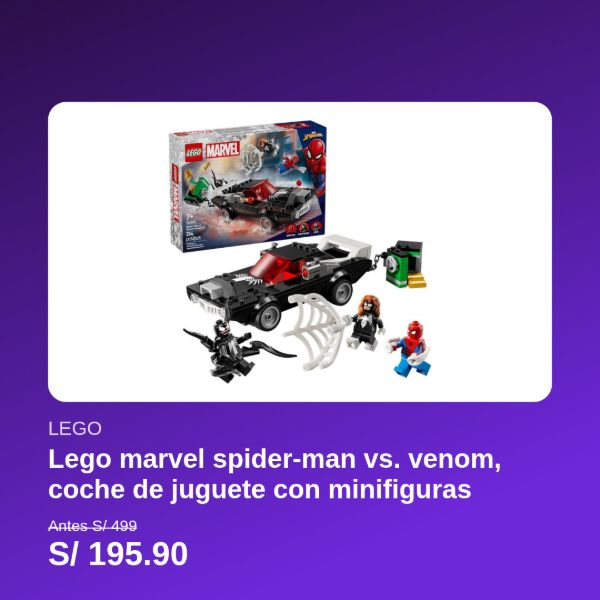 LEGO
MARVEL
7+
LEGO
Lego marvel spider-man vs. venom,
coche de juguete con minifiguras
Antes S/ 499
S/ 195.90